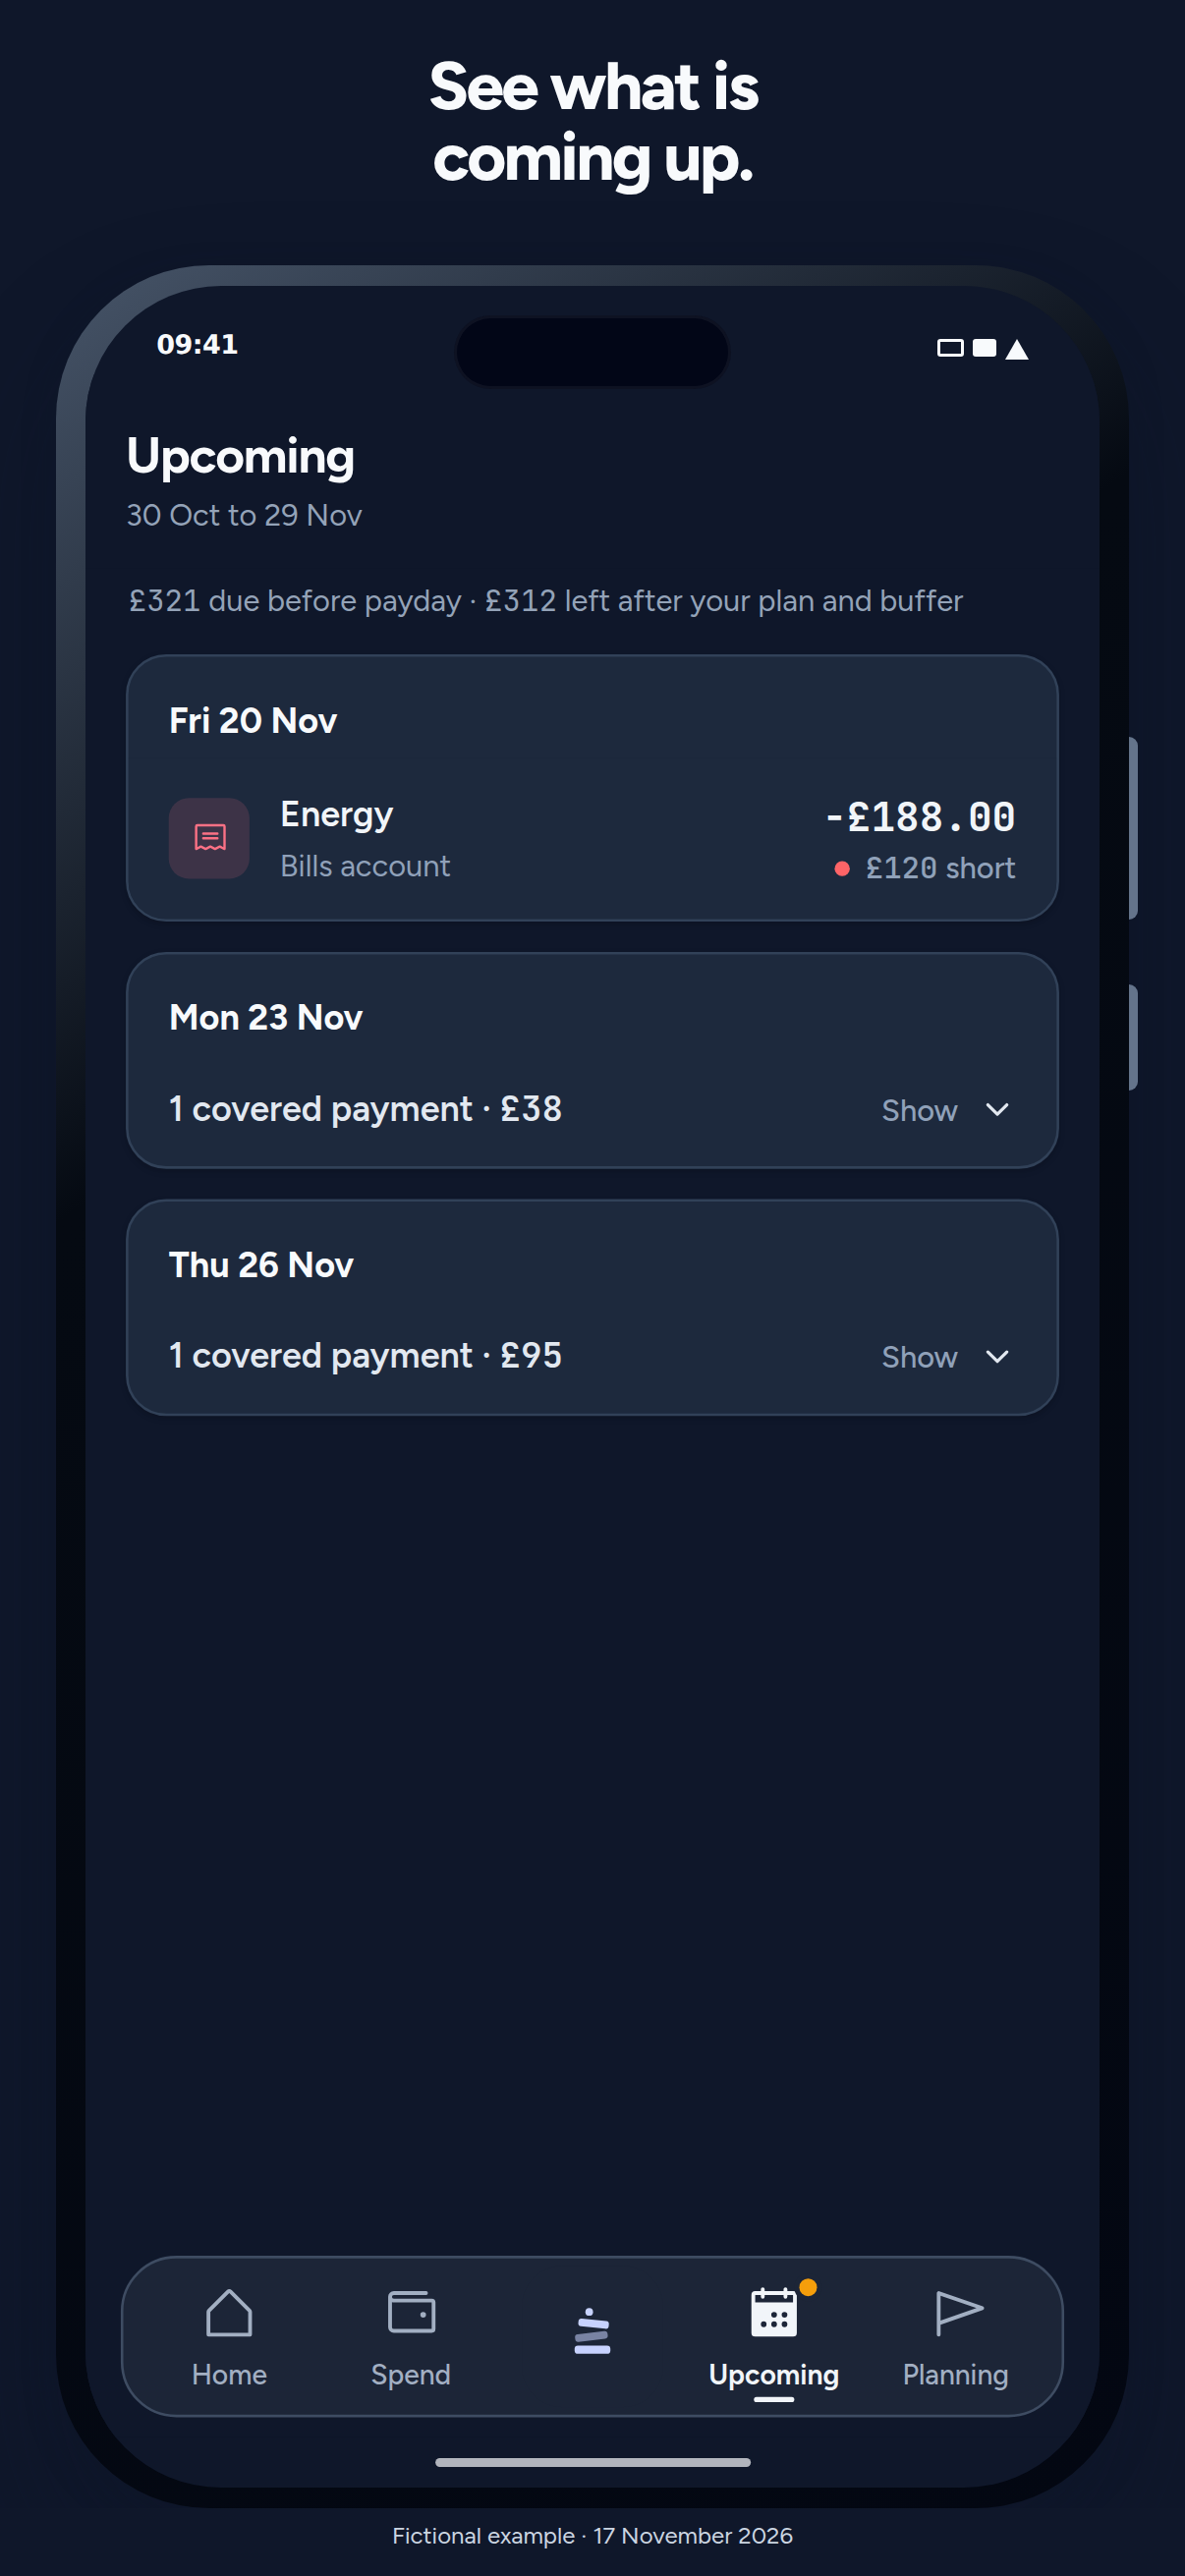 See what is
coming up.
09:41
Upcoming
30 Oct to 29 Nov
£321 due before payday · £312 left after your plan and buffer
Fri 20 Nov
Energy
-£188.00
Bills account
£120 short
Mon 23 Nov
1 covered payment · £38
Show
Thu 26 Nov
1 covered payment · £95
Show
Home
Spend
Upcoming
Planning
Fictional example · 17 November 2026